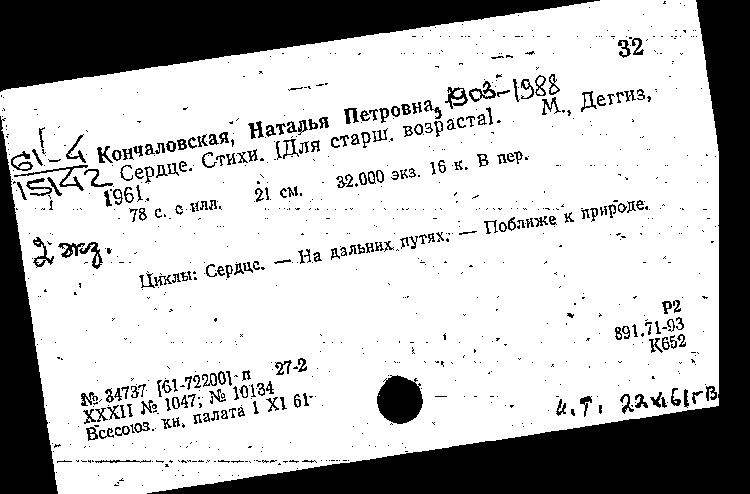 32
61-4
15142
Кончаловская, Наталья Петровна, 1903-1988
Сердце. Стихи. [Для старш. возраста]. М., Детгиз,
1961.
78 с. с илл. 21 см. 32.000 экз. 16 к. В пер.
2 экз.
Циклы: Сердце. — На дальних путях. — Поближе к природе.
Р2
891.71-93
К652
№ 34737 [61-72200] п 27-2
XXXII № 1047; № 10134
Всесоюз. кн. палата 1 XI 61